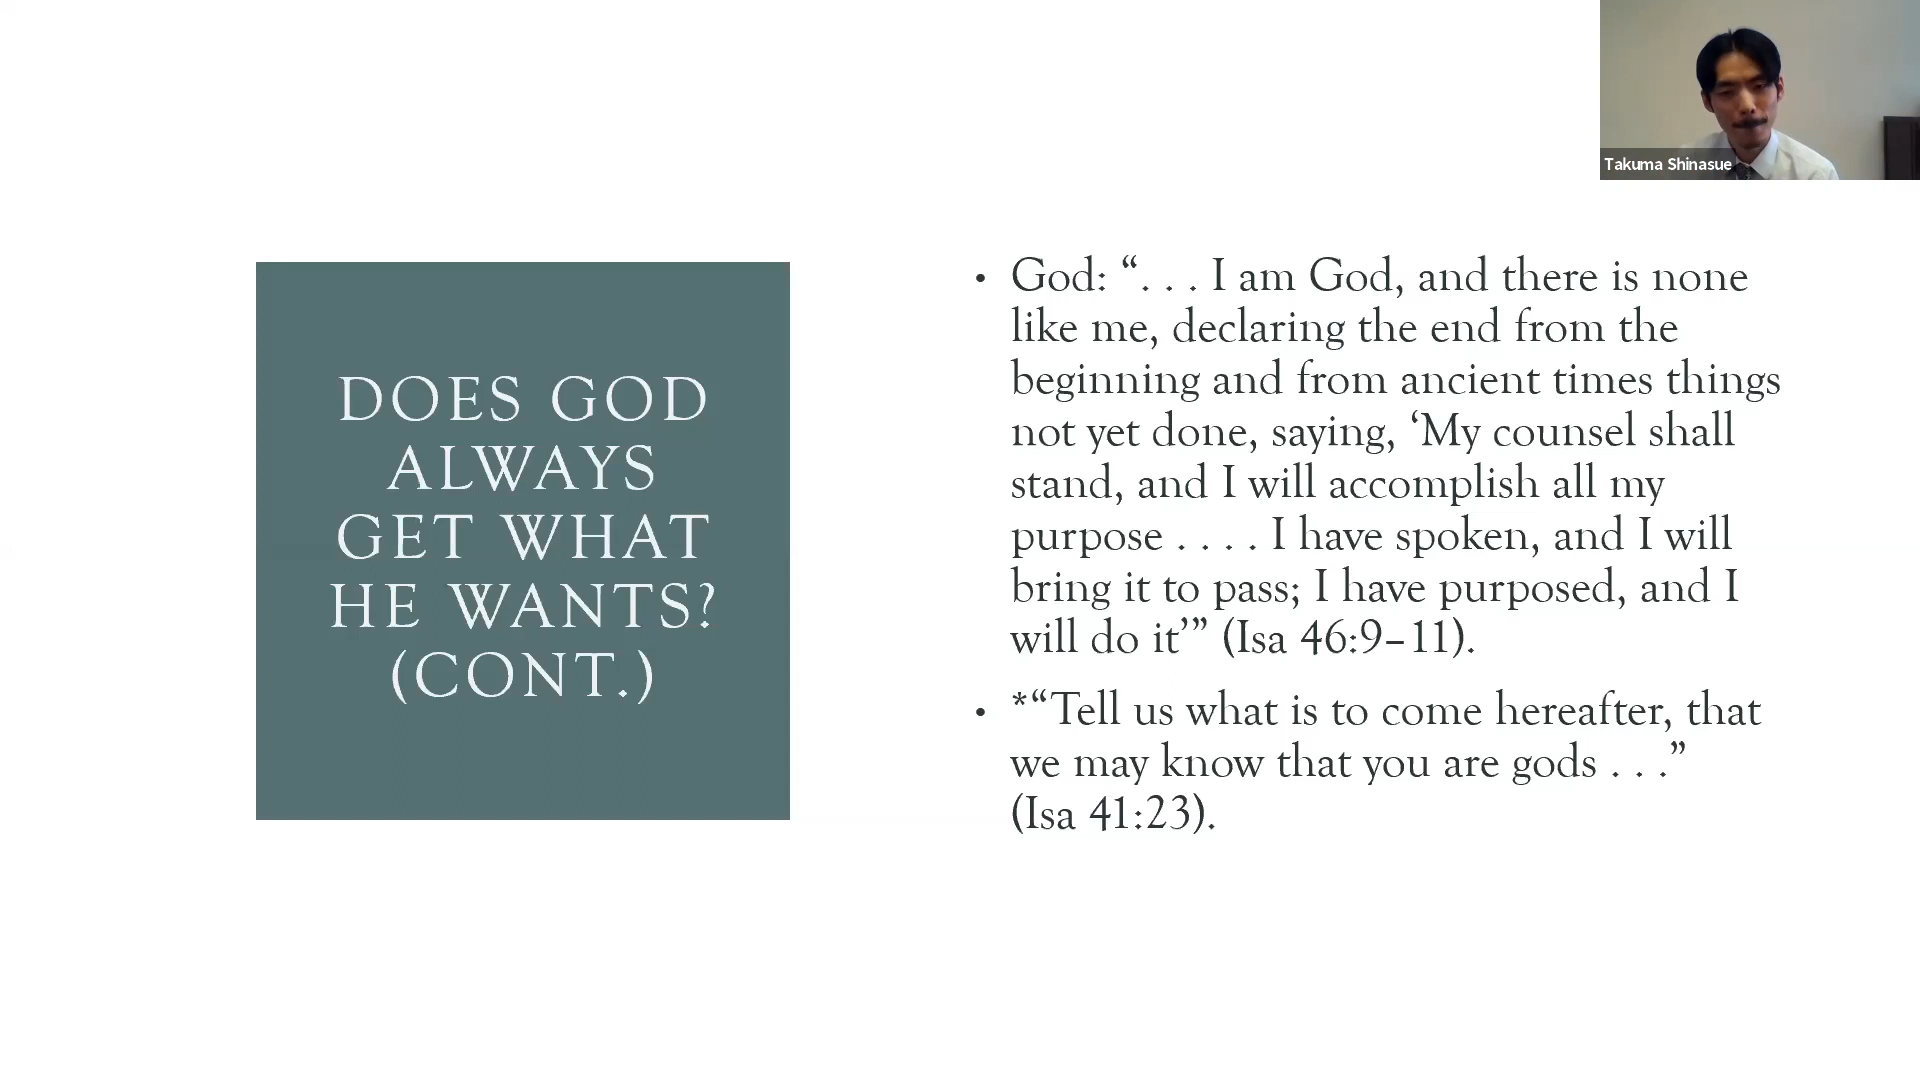 Takuma Shinasue
DOES GOD
ALWAYS
GET WHAT
HE WANTS?
(CONT.)
• God: “. . . I am God, and there is none
like me, declaring the end from the
beginning and from ancient times things
not yet done, saying, ‘My counsel shall
stand, and I will accomplish all my
purpose . . . . I have spoken, and I will
bring it to pass; I have purposed, and I
will do it’” (Isa 46:9–11).
• *“Tell us what is to come hereafter, that
we may know that you are gods . . .”
(Isa 41:23).